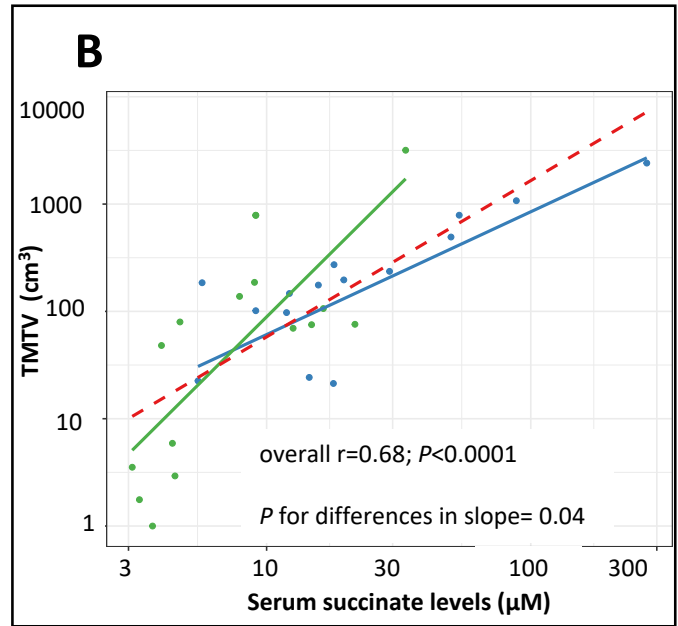 B
10000
1000
100
10
1
TMTV (cm³)
overall r=0.68; P<0.0001
P for differences in slope= 0.04
3 10 30 100 300
Serum succinate levels (µM)